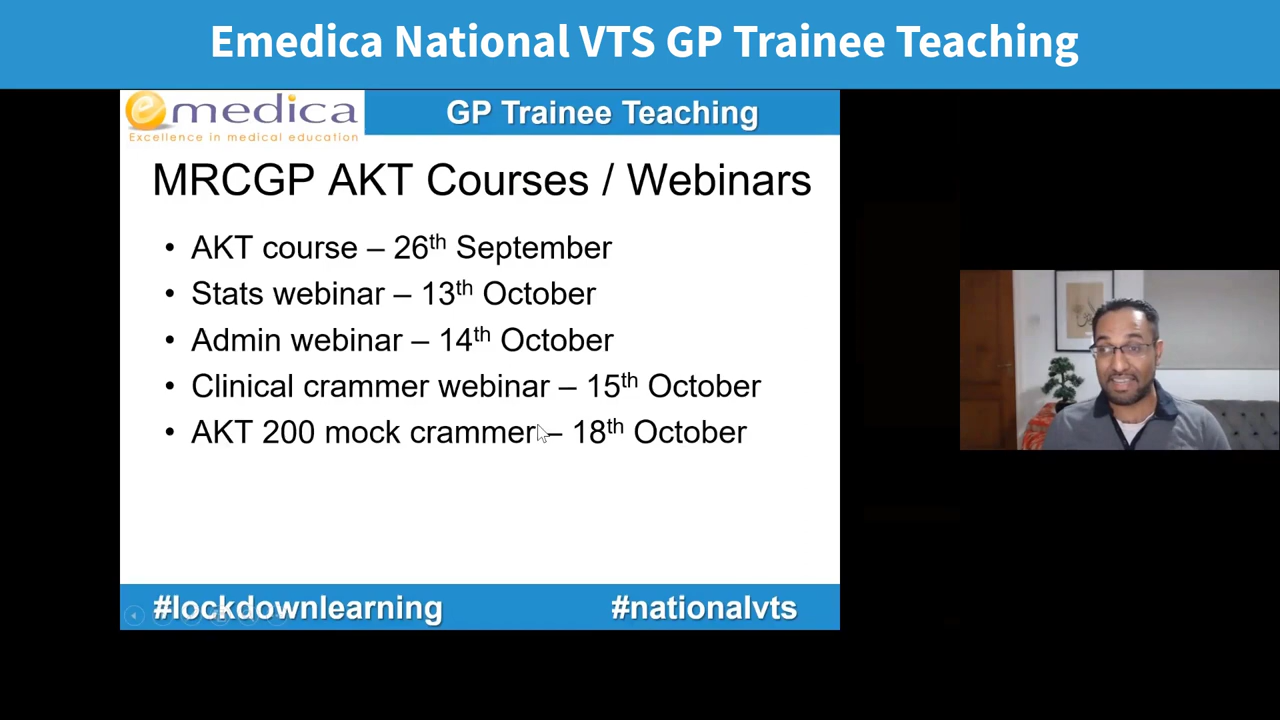 Emedica National VTS GP Trainee Teaching
emedica
Excellence in medical education
GP Trainee Teaching
MRCGP AKT Courses / Webinars
• AKT course – 26th September
• Stats webinar – 13th October
• Admin webinar – 14th October
• Clinical crammer webinar – 15th October
• AKT 200 mock crammer – 18th October
#lockdownlearning
#nationalvts